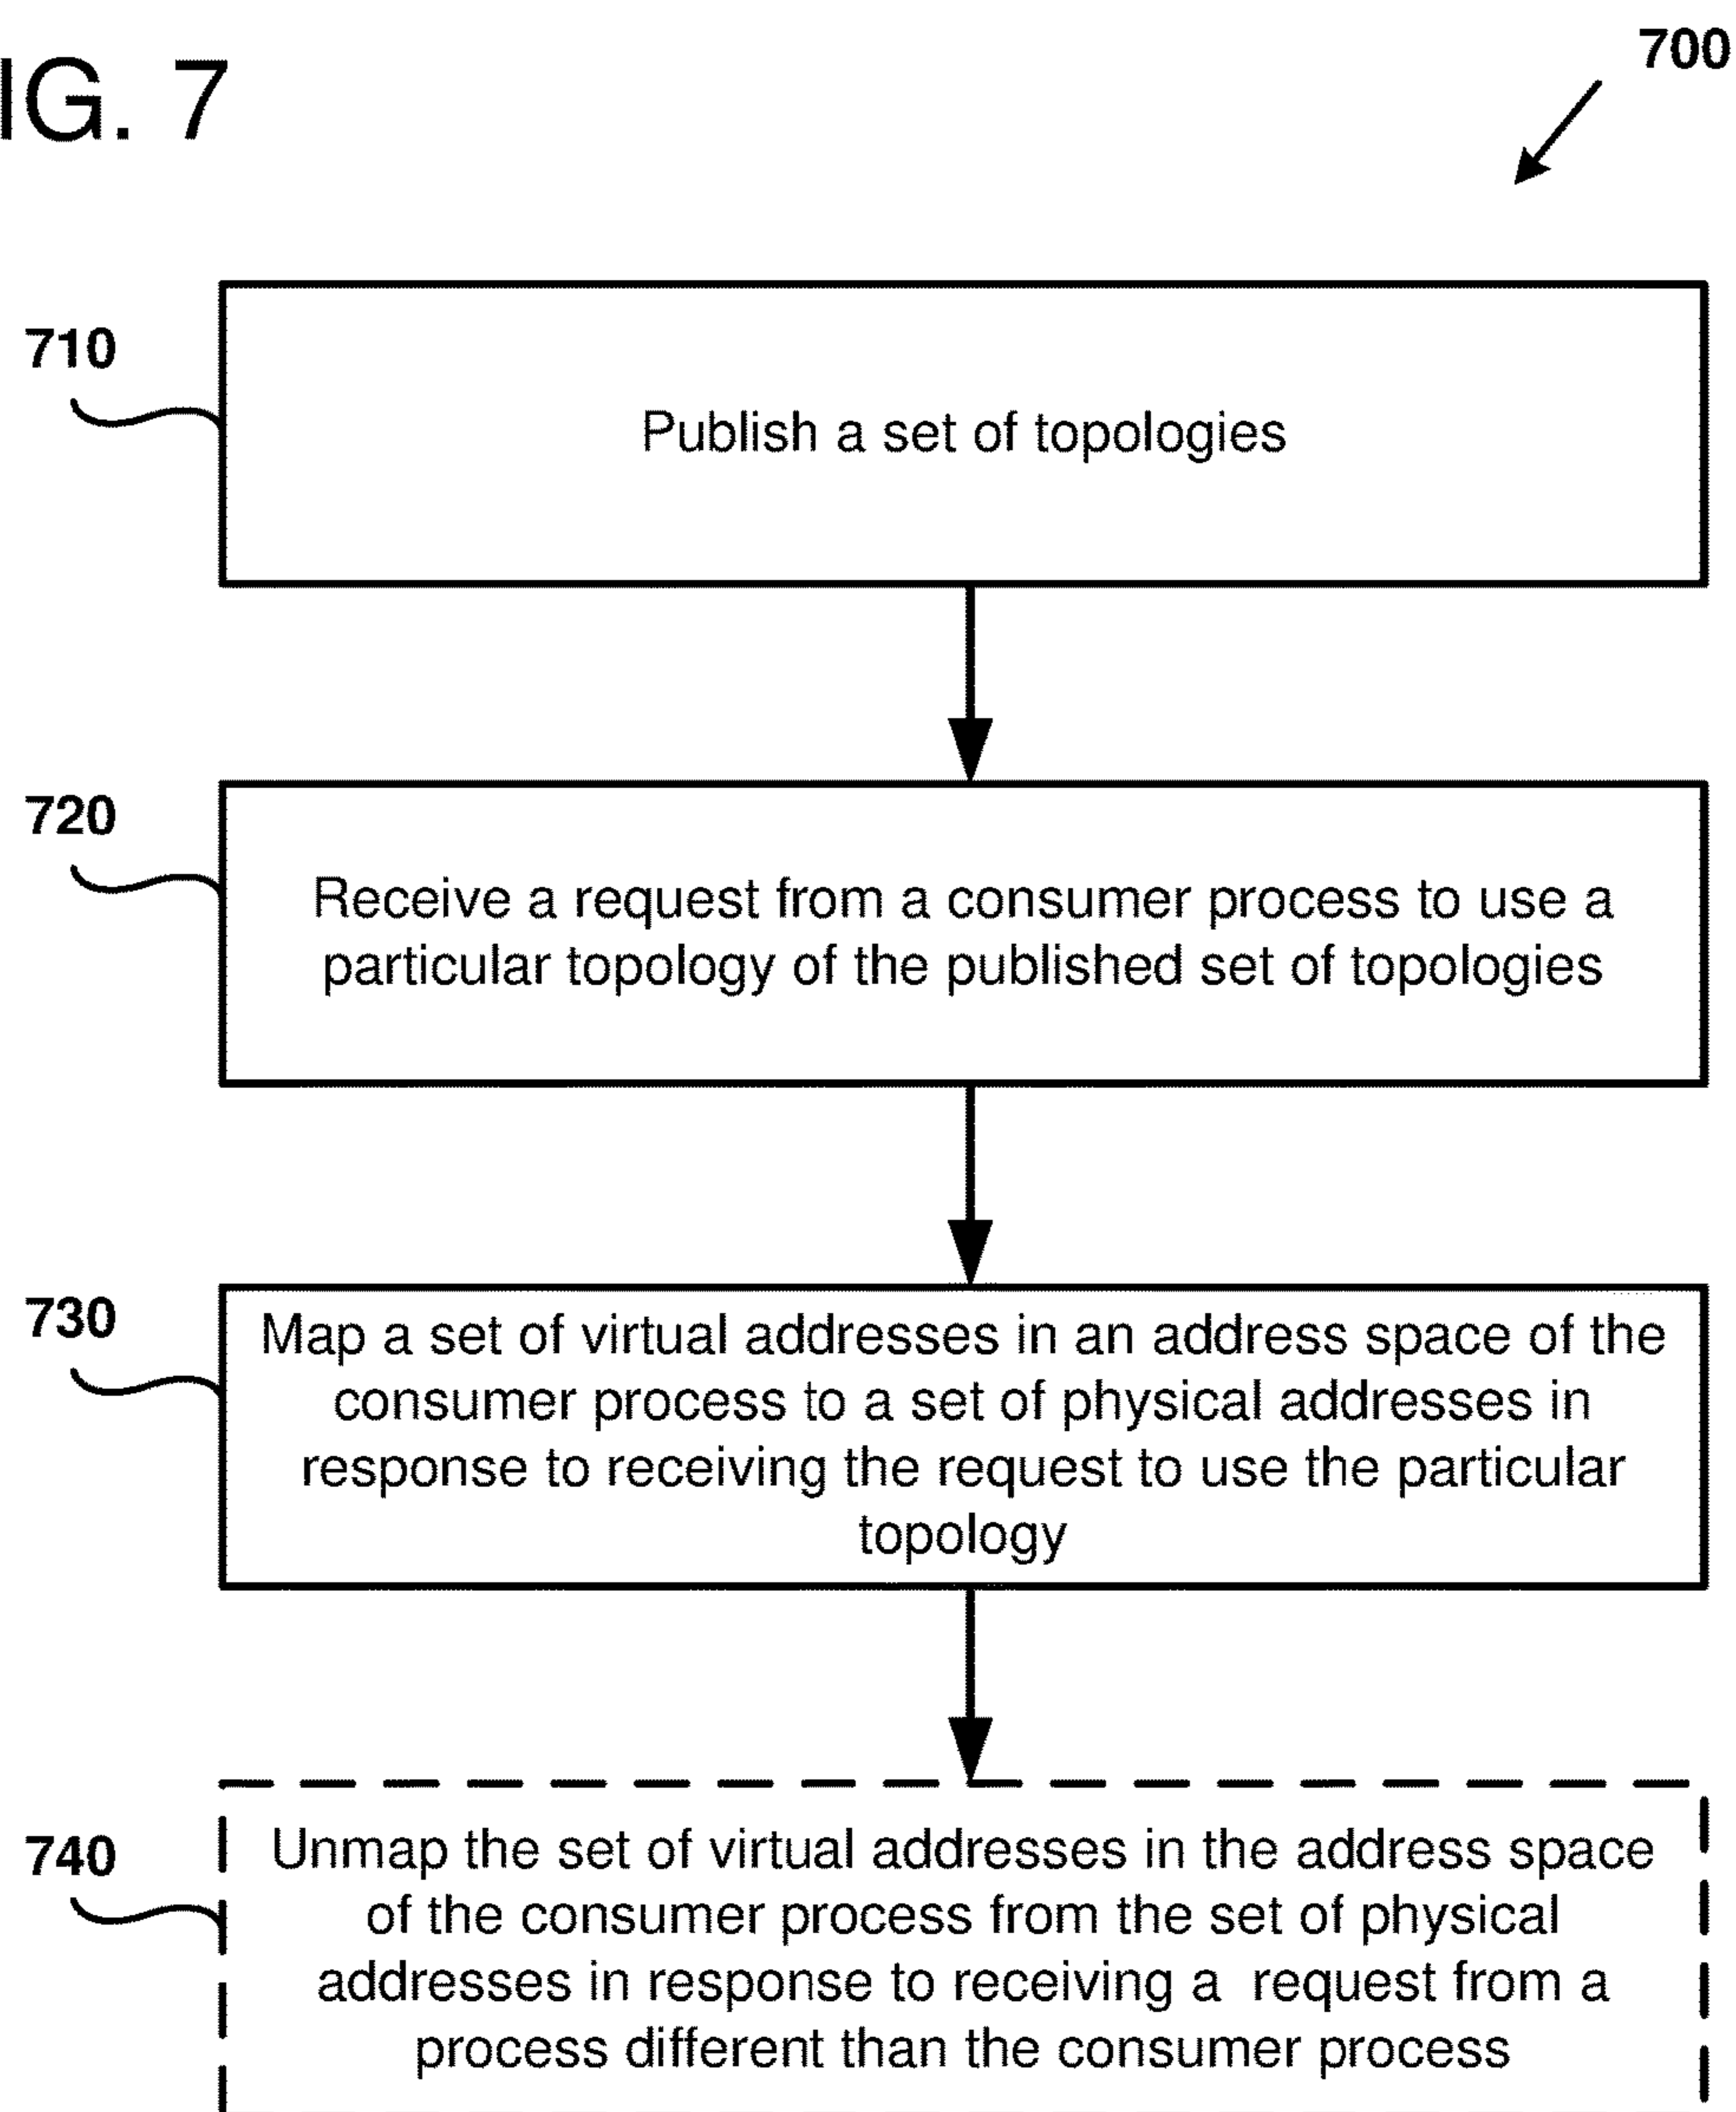 IG. 7
700
710
Publish a set of topologies
720
Receive a request from a consumer process to use a
particular topology of the published set of topologies
730
Map a set of virtual addresses in an address space of the
consumer process to a set of physical addresses in
response to receiving the request to use the particular
topology
740
Unmap the set of virtual addresses in the address space
of the consumer process from the set of physical
addresses in response to receiving a request from a
process different than the consumer process